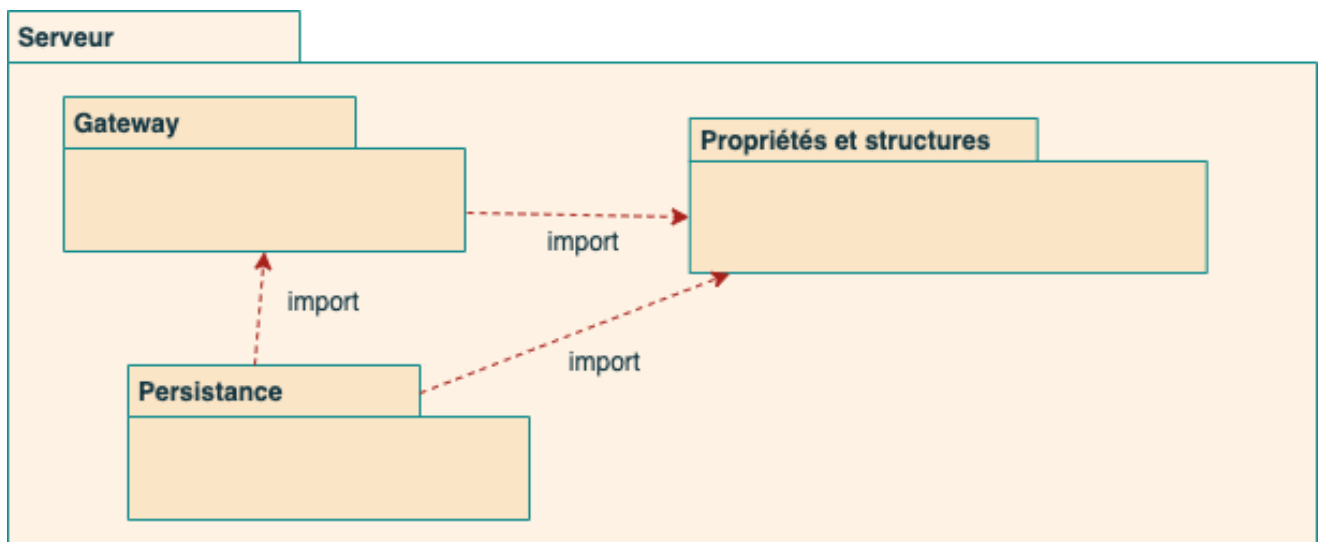 Serveur
Gateway
Propriétés et structures
import
import
import
Persistance